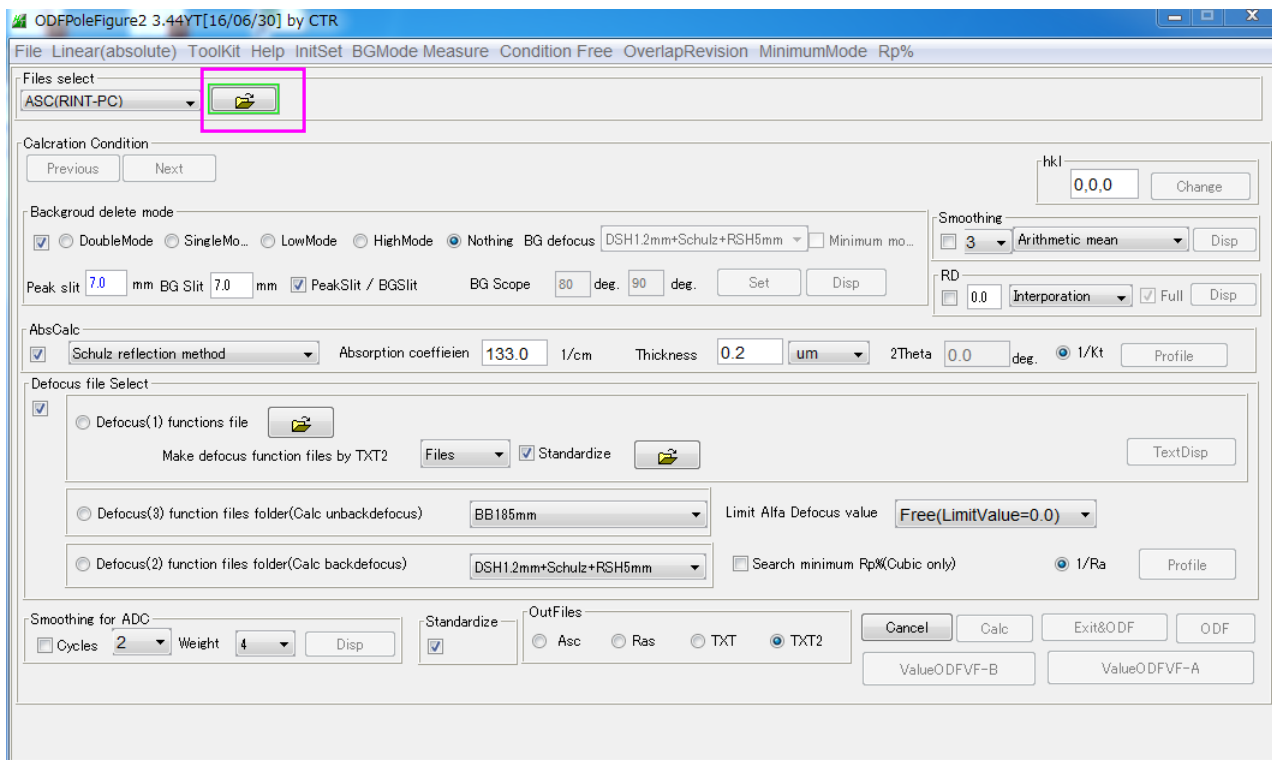 ODFPoleFigure2 3.44YT[16/06/30] by CTR
File Linear(absolute) ToolKit Help InitSet BGMode Measure Condition Free OverlapRevision MinimumMode Rp%
Files select
ASC(RINT-PC)
Calcration Condition
Previous Next
hkl
0,0,0 Change
Backgroud delete mode
DoubleMode SingleMo... LowMode HighMode Nothing BG defocus DSH1.2mm+Schulz+RSH5mm Minimum mo...
Peak slit 7.0 mm BG Slit 7.0 mm PeakSlit / BGSlit BG Scope 80 deg. 90 deg. Set Disp
Smoothing
3 Arithmetic mean Disp
RD
0.0 Interporation Full Disp
AbsCalc
Schulz reflection method Absorption coeffieien 133.0 1/cm Thickness 0.2 um 2Theta 0.0 deg. 1/Kt Profile
Defocus file Select
Defocus(1) functions file
Make defocus function files by TXT2 Files Standardize TextDisp
Defocus(3) function files folder(Calc unbackdefocus) BB185mm Limit Alfa Defocus value Free(LimitValue=0.0)
Defocus(2) function files folder(Calc backdefocus) DSH1.2mm+Schulz+RSH5mm Search minimum Rp%(Cubic only) 1/Ra Profile
Smoothing for ADC
Cycles 2 Weight 4 Disp
Standardize
OutFiles
Asc Ras TXT TXT2
Cancel Calc Exit&ODF ODF
ValueODFVF-B ValueODFVF-A